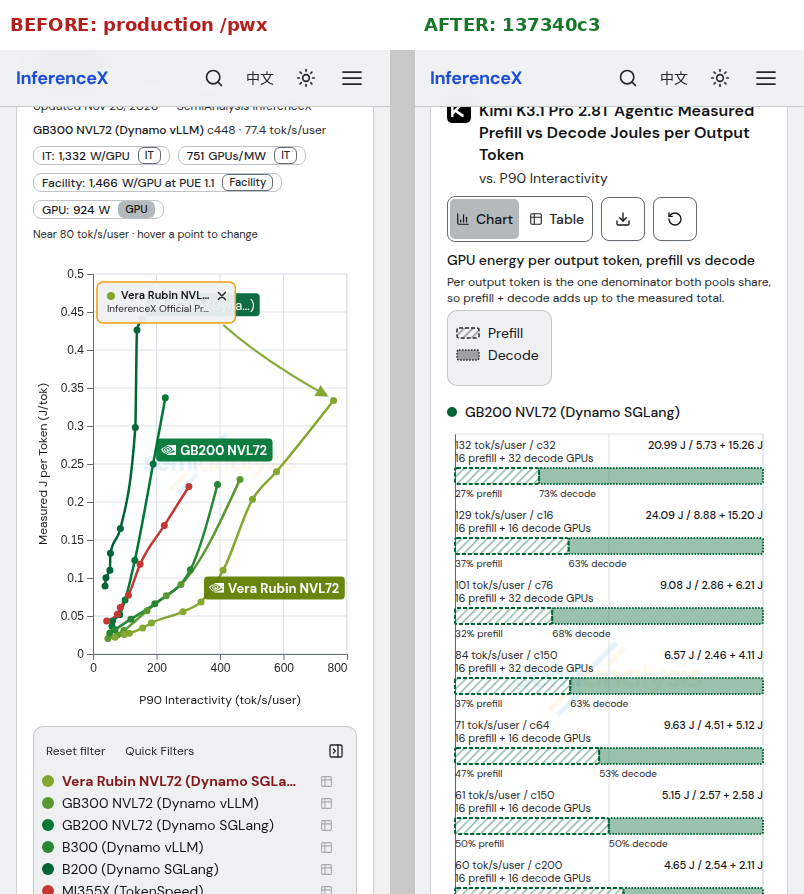 BEFORE: production /pwx
InferenceX
中文
Updated Nov 20, 2026 SemiAnalysis InferenceX
GB300 NVL72 (Dynamo vLLM) c448 · 77.4 tok/s/user
IT: 1,332 W/GPU IT
751 GPUs/MW IT
Facility: 1,466 W/GPU at PUE 1.1 Facility
GPU: 924 W GPU
Near 80 tok/s/user · hover a point to change
0.5
0.45
0.4
0.35
0.3
0.25
0.2
0.15
0.1
0.05
0
Measured J per Token (J/tok)
Vera Rubin NVL...
InferenceX Official Pr...
a...)
GB200 NVL72
Vera Rubin NVL72
0 200 400 600 800
P90 Interactivity (tok/s/user)
Reset filter Quick Filters
Vera Rubin NVL72 (Dynamo SGLa...
GB300 NVL72 (Dynamo vLLM)
GB200 NVL72 (Dynamo SGLang)
B300 (Dynamo vLLM)
B200 (Dynamo SGLang)
MI355X (TokenSpeed)
AFTER: 137340c3
InferenceX
中文
Kimi K3.1 Pro 2.8T Agentic Measured
Prefill vs Decode Joules per Output
Token
vs. P90 Interactivity
Chart Table
GPU energy per output token, prefill vs decode
Per output token is the one denominator both pools share,
so prefill + decode adds up to the measured total.
Prefill
Decode
GB200 NVL72 (Dynamo SGLang)
132 tok/s/user / c32 20.99 J / 5.73 + 15.26 J
16 prefill + 32 decode GPUs
27% prefill 73% decode
129 tok/s/user / c16 24.09 J / 8.88 + 15.20 J
16 prefill + 16 decode GPUs
37% prefill 63% decode
101 tok/s/user / c76 9.08 J / 2.86 + 6.21 J
16 prefill + 32 decode GPUs
32% prefill 68% decode
84 tok/s/user / c150 6.57 J / 2.46 + 4.11 J
16 prefill + 32 decode GPUs
37% prefill 63% decode
71 tok/s/user / c64 9.63 J / 4.51 + 5.12 J
16 prefill + 16 decode GPUs
47% prefill 53% decode
61 tok/s/user / c150 5.15 J / 2.57 + 2.58 J
16 prefill + 16 decode GPUs
50% prefill 50% decode
60 tok/s/user / c200 4.65 J / 2.54 + 2.11 J
16 prefill + 16 decode GPUs